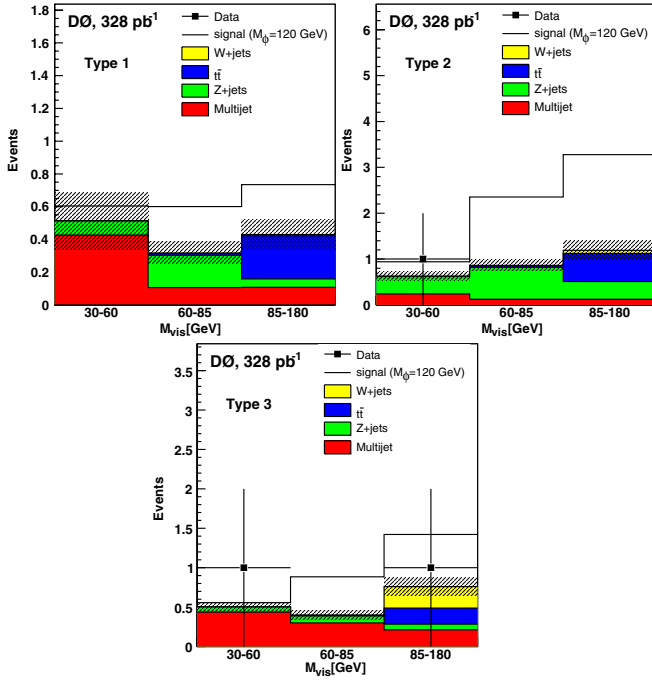 DØ, 328 pb⁻¹
Type 1
Data
signal (Mϕ=120 GeV)
W+jets
tt̄
Z+jets
Multijet
Events
1.8
1.6
1.4
1.2
1
0.8
0.6
0.4
0.2
0
30-60 60-85 85-180
Mvis[GeV]
DØ, 328 pb⁻¹
Type 2
Data
signal (Mϕ=120 GeV)
W+jets
tt̄
Z+jets
Multijet
Events
6
5
4
3
2
1
0
30-60 60-85 85-180
Mvis[GeV]
DØ, 328 pb⁻¹
Type 3
Data
signal (Mϕ=120 GeV)
W+jets
tt̄
Z+jets
Multijet
Events
3.5
3
2.5
2
1.5
1
0.5
0
30-60 60-85 85-180
Mvis[GeV]